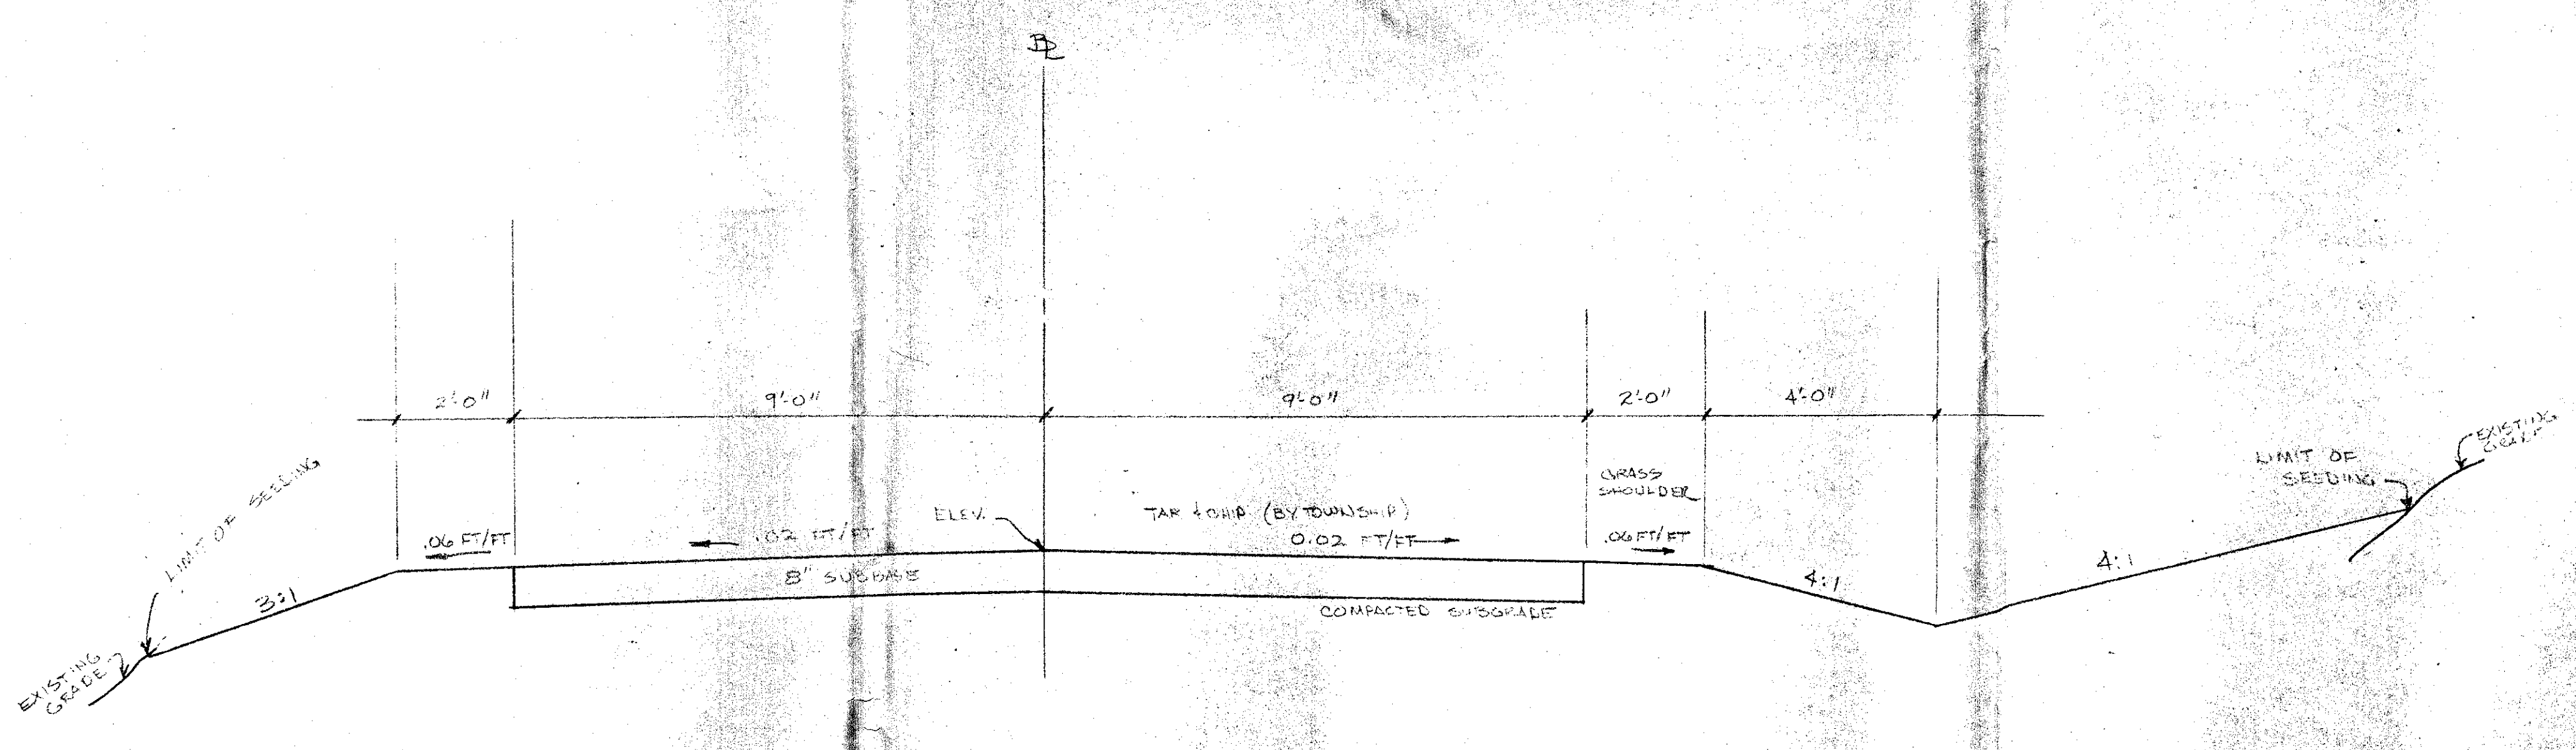 BL
2'-0"
9'-0"
9'-0"
2'-0"
4'-0"
LIMIT OF SEEDING
EXISTING
GRADE
3:1
.06 FT/FT
.02 FT/FT
8" SUBBASE
ELEV.
TAR & CHIP (BY TOWNSHIP)
0.02 FT/FT
COMPACTED SUBGRADE
GRASS
SHOULDER
.06 FT/FT
4:1
4:1
LIMIT OF
SEEDING
EXISTING
GRADE